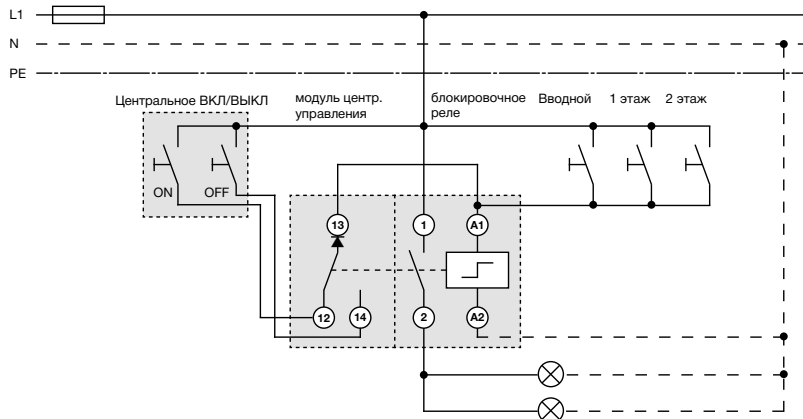 L1
N
PE
Центральное ВКЛ/ВЫКЛ
модуль центр.
управления
блокировочное
реле
Вводной
1 этаж
2 этаж
ON
OFF
13
1
A1
12
14
2
A2